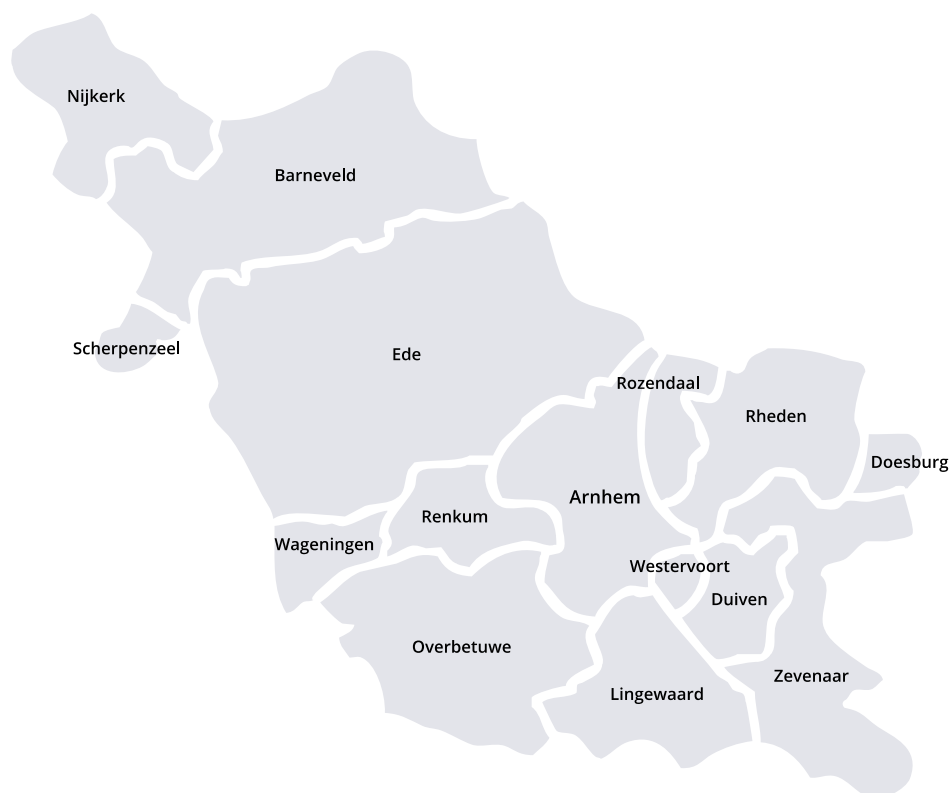 Nijkerk
Barneveld
Scherpenzeel
Ede
Rozendaal
Rheden
Doesburg
Arnhem
Renkum
Wageningen
Westervoort
Duiven
Overbetuwe
Zevenaar
Lingewaard